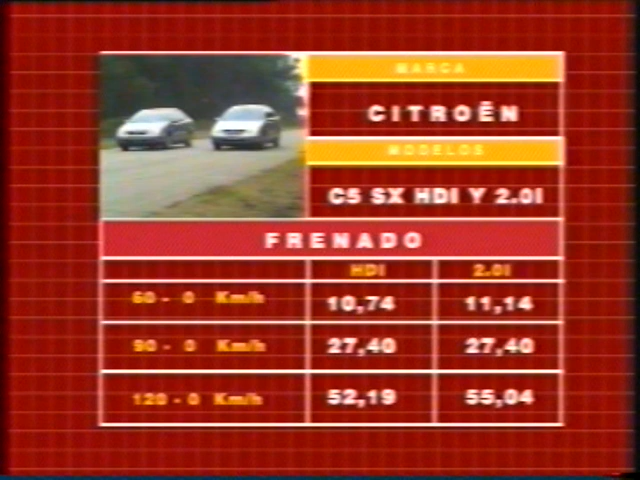 MARCA
CITROËN
MODELOS
C5 SX HDI Y 2.0I
FRENADO
HDI 2.0I
60 - 0 Km/h 10,74 11,14
90 - 0 Km/h 27,40 27,40
120 - 0 Km/h 52,19 55,04